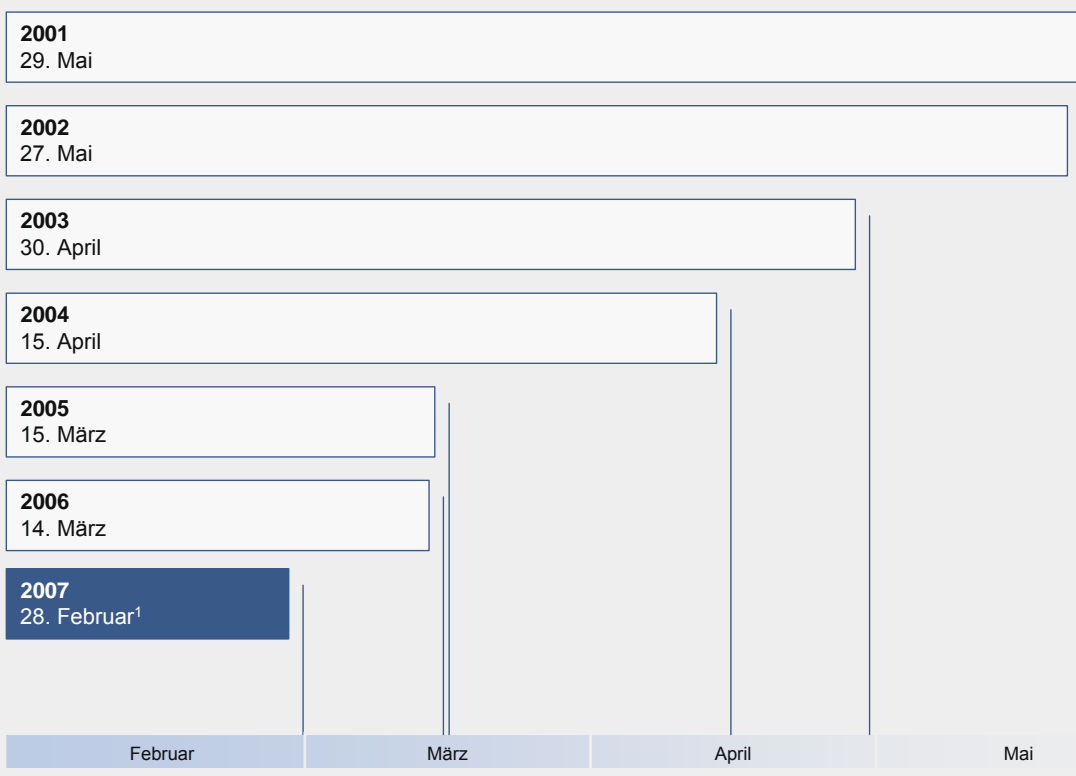 2001
29. Mai
2002
27. Mai
2003
30. April
2004
15. April
2005
15. März
2006
14. März
2007
28. Februar¹
Februar März April Mai